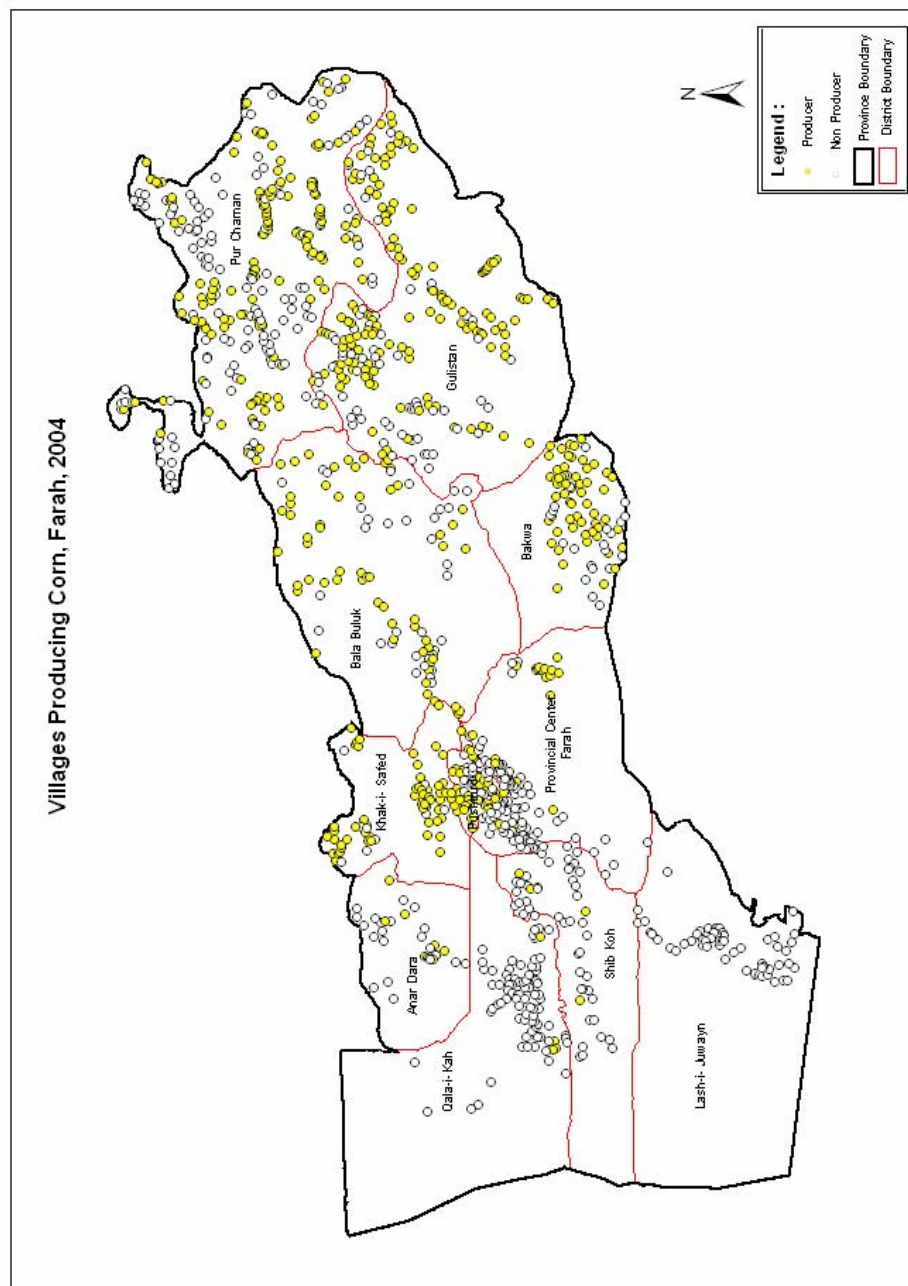 Villages Producing Corn, Farah, 2004
Pur Chaman
Gulistan
Bala Buluk
Bakwa
Khak-i- Safed
Provincial Center
Farah
Anar Dara
Shib Koh
Qala-i-Kah
Lash-i- Juwayn
N
Legend :
Producer
Non Producer
Province Boundary
District Boundary